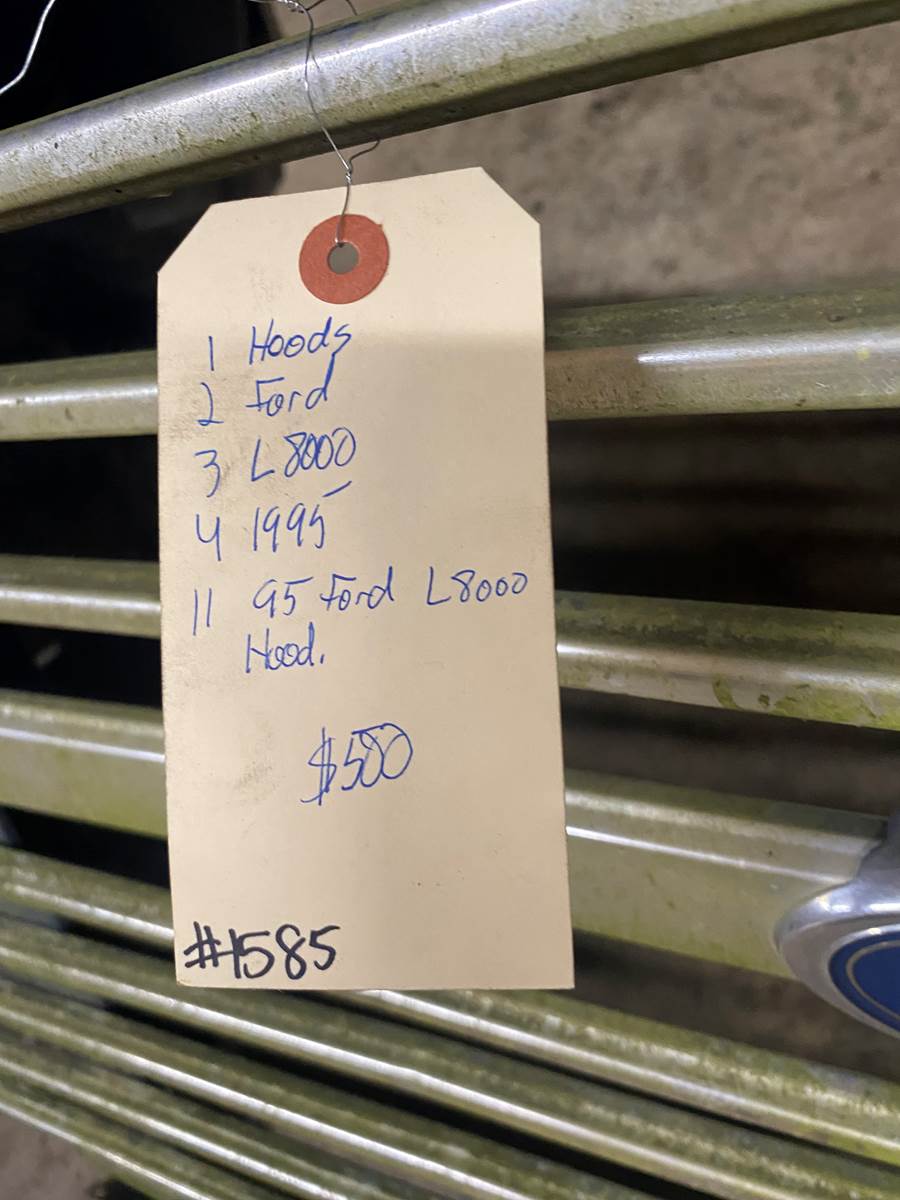 1 Hoods
2 Ford
3 L8000
4 1995
11 95 Ford L8000
Hood.
$500
#1585